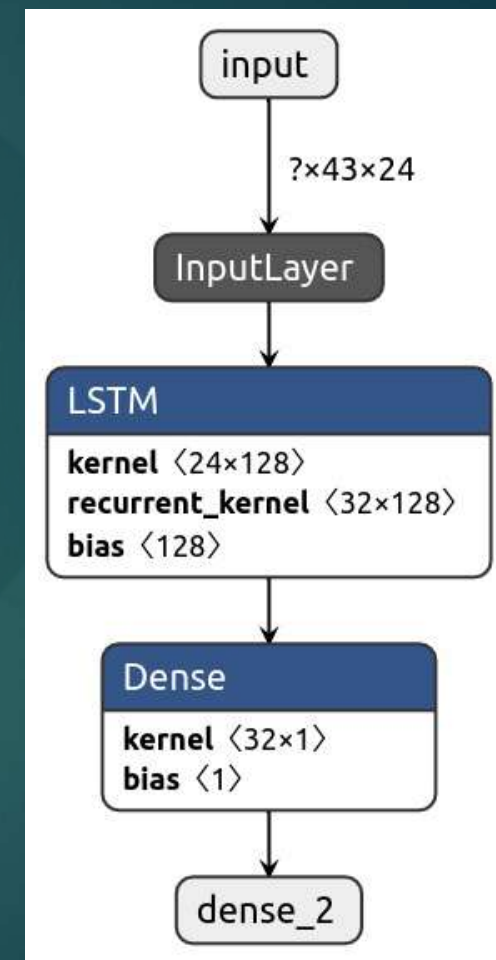 input
?×43×24
InputLayer
LSTM
kernel 〈24×128〉
recurrent_kernel 〈32×128〉
bias 〈128〉
Dense
kernel 〈32×1〉
bias 〈1〉
dense_2